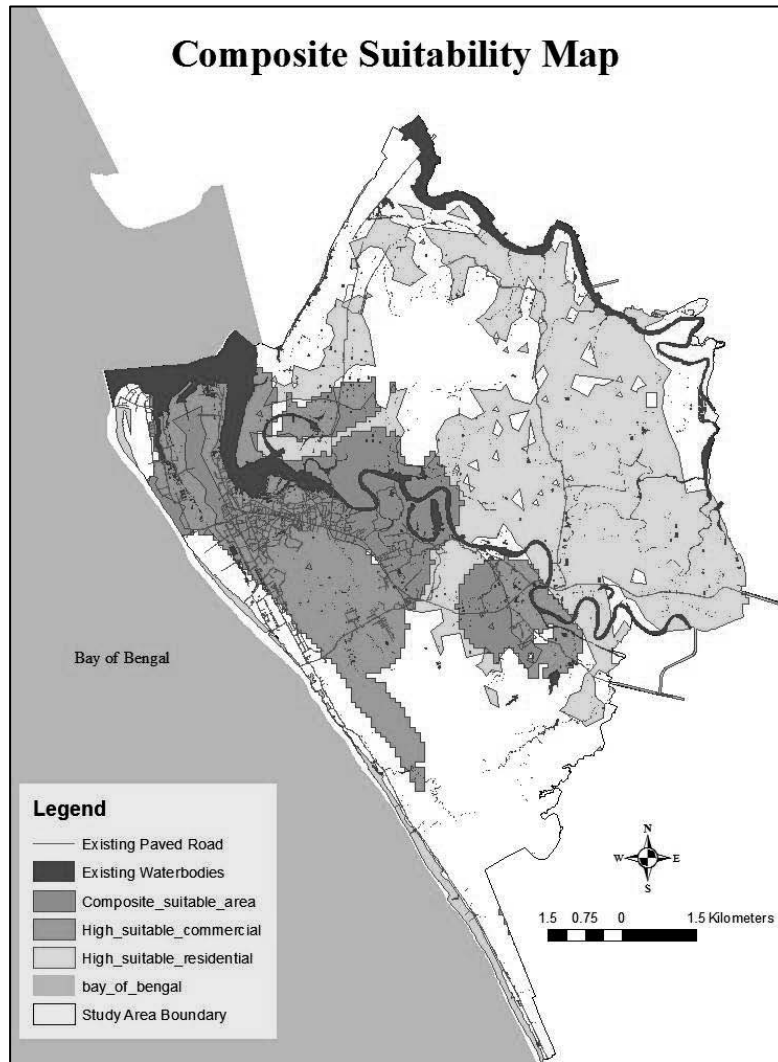 Composite Suitability Map
Bay of Bengal
Legend
Existing Paved Road
Existing Waterbodies
Composite_suitable_area
High_suitable_commercial
High_suitable_residential
bay_of_bengal
Study Area Boundary
N
W E
S
1.5 0.75 0 1.5 Kilometers